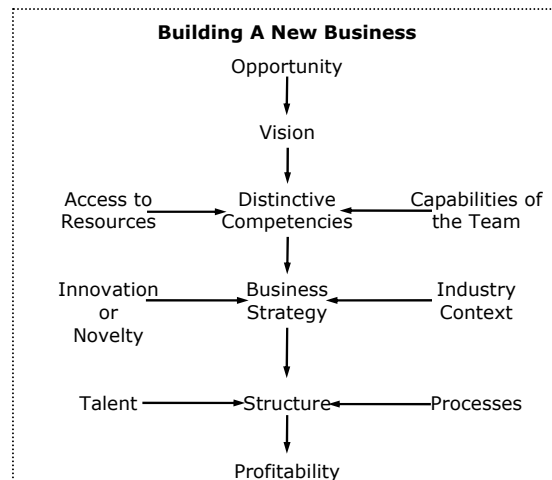 Building A New Business
Opportunity
Vision
Access to
Resources
Distinctive
Competencies
Capabilities of
the Team
Innovation
or
Novelty
Business
Strategy
Industry
Context
Talent
Structure
Processes
Profitability